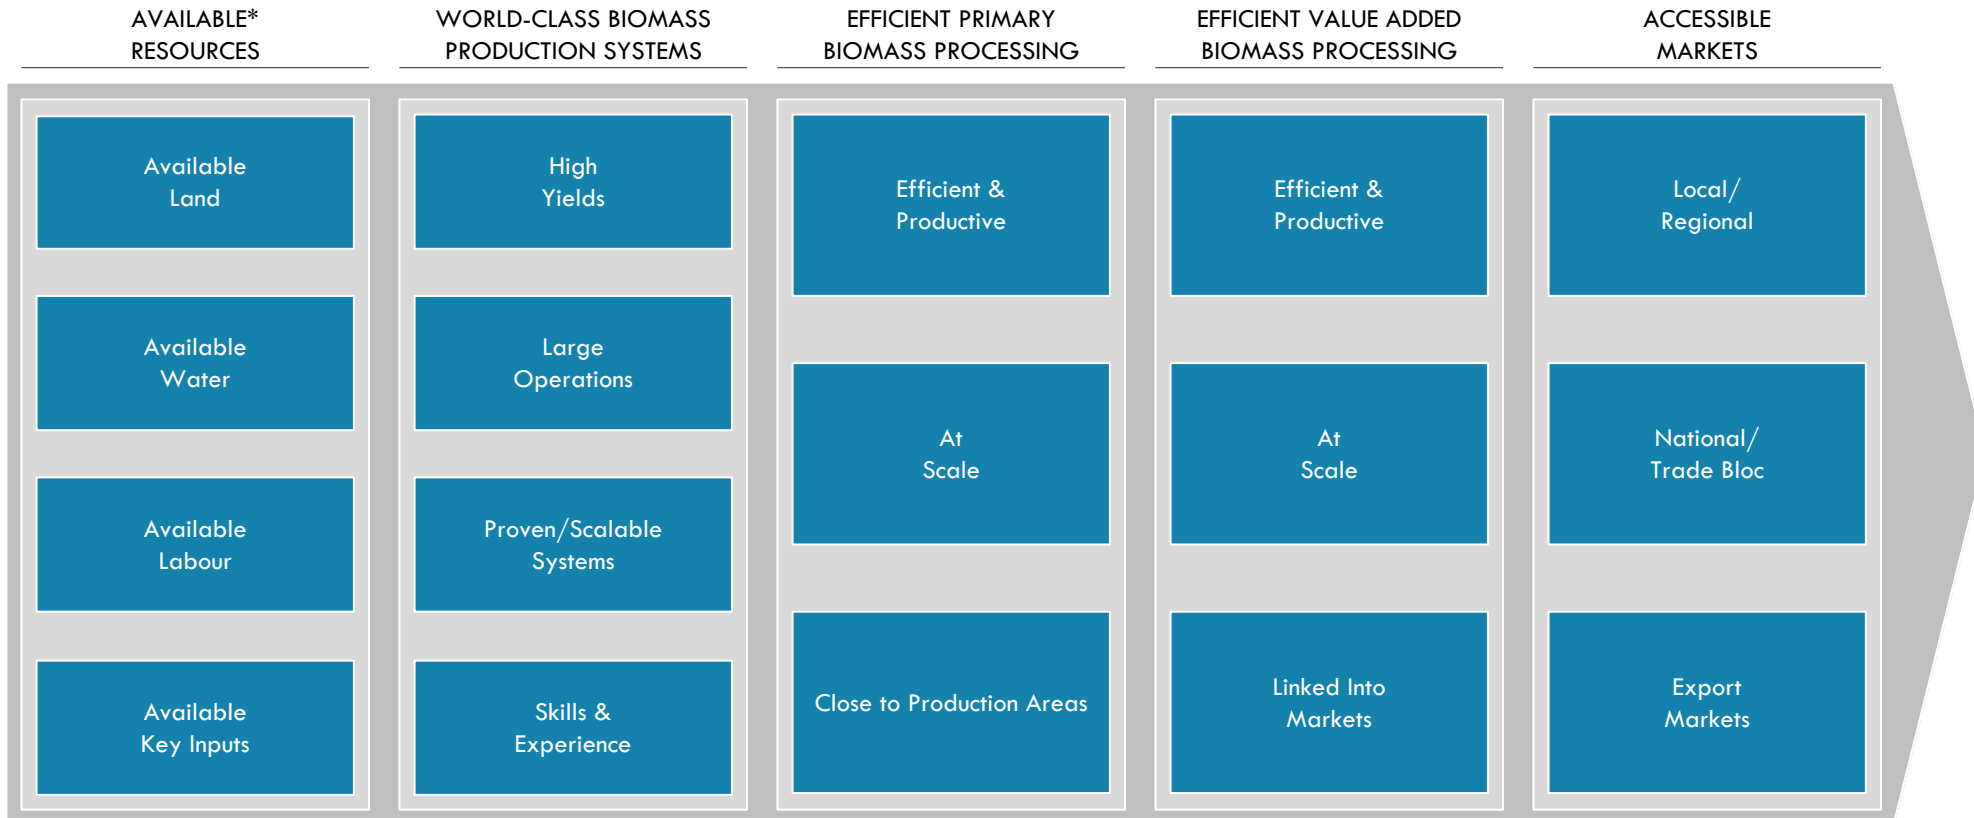 AVAILABLE*
RESOURCES
WORLD-CLASS BIOMASS
PRODUCTION SYSTEMS
EFFICIENT PRIMARY
BIOMASS PROCESSING
EFFICIENT VALUE ADDED
BIOMASS PROCESSING
ACCESSIBLE
MARKETS
Available
Land
Available
Water
Available
Labour
Available
Key Inputs
High
Yields
Large
Operations
Proven/Scalable
Systems
Skills &
Experience
Efficient &
Productive
At
Scale
Close to Production Areas
Efficient &
Productive
At
Scale
Linked Into
Markets
Local/
Regional
National/
Trade Bloc
Export
Markets